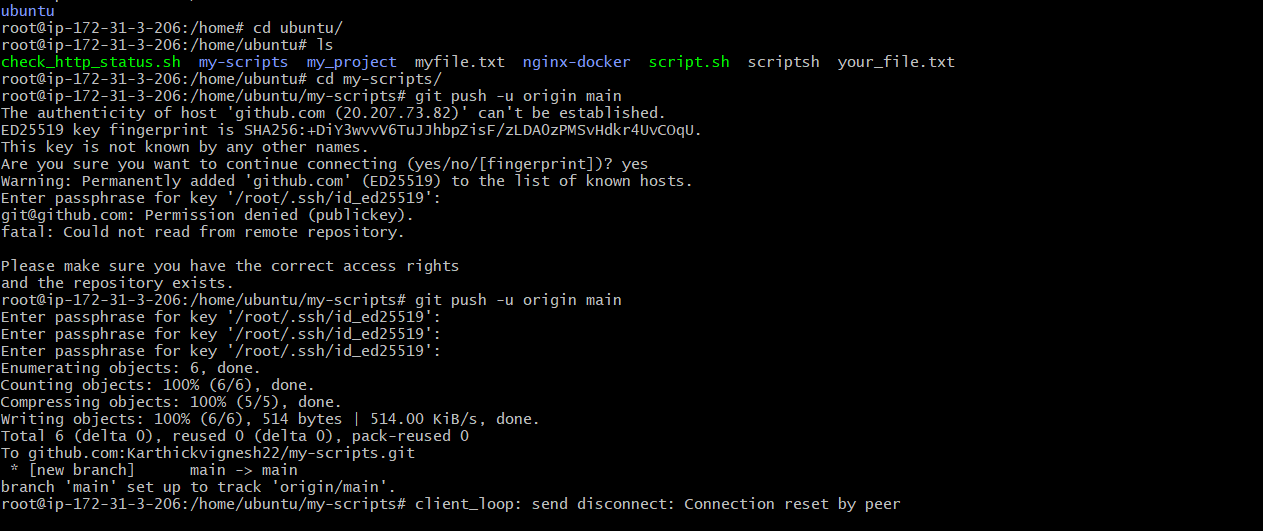 ubuntu
root@ip-172-31-3-206:/home# cd ubuntu/
root@ip-172-31-3-206:/home/ubuntu# ls
check_http_status.sh  my-scripts  my_project  myfile.txt  nginx-docker  script.sh  scriptsh  your_file.txt
root@ip-172-31-3-206:/home/ubuntu# cd my-scripts/
root@ip-172-31-3-206:/home/ubuntu/my-scripts# git push -u origin main
The authenticity of host 'github.com (20.207.73.82)' can't be established.
ED25519 key fingerprint is SHA256:+DiY3wvvV6TuJJhbpZisF/zLDA0zPMSvHdkr4UvCOqU.
This key is not known by any other names.
Are you sure you want to continue connecting (yes/no/[fingerprint])? yes
Warning: Permanently added 'github.com' (ED25519) to the list of known hosts.
Enter passphrase for key '/root/.ssh/id_ed25519':
git@github.com: Permission denied (publickey).
fatal: Could not read from remote repository.

Please make sure you have the correct access rights
and the repository exists.
root@ip-172-31-3-206:/home/ubuntu/my-scripts# git push -u origin main
Enter passphrase for key '/root/.ssh/id_ed25519':
Enter passphrase for key '/root/.ssh/id_ed25519':
Enter passphrase for key '/root/.ssh/id_ed25519':
Enumerating objects: 6, done.
Counting objects: 100% (6/6), done.
Compressing objects: 100% (5/5), done.
Writing objects: 100% (6/6), 514 bytes | 514.00 KiB/s, done.
Total 6 (delta 0), reused 0 (delta 0), pack-reused 0
To github.com:Karthickvignesh22/my-scripts.git
 * [new branch]      main -> main
branch 'main' set up to track 'origin/main'.
root@ip-172-31-3-206:/home/ubuntu/my-scripts# client_loop: send disconnect: Connection reset by peer